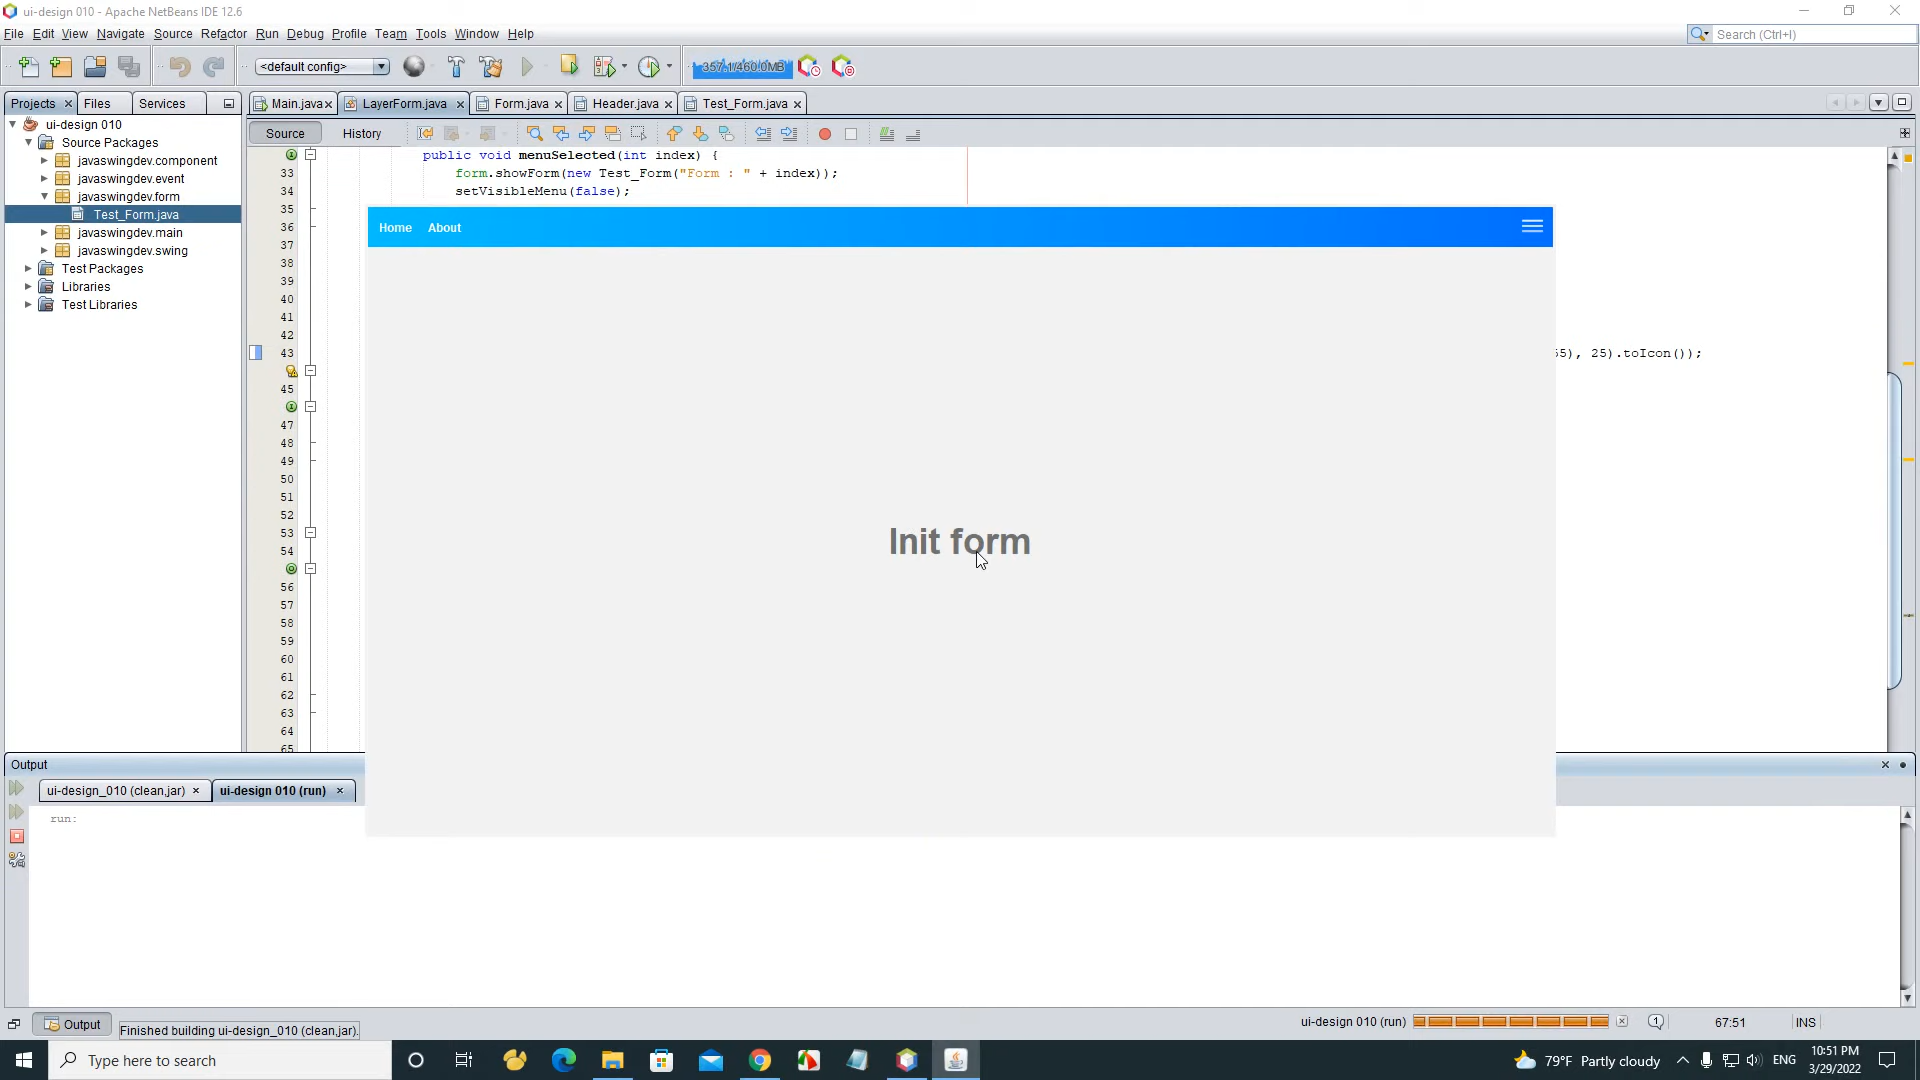 ui-design 010 - Apache NetBeans IDE 12.6
File Edit View Navigate Source Refactor Run Debug Profile Team Tools Window Help
Search (Ctrl+I)
<default config>
357.1/460.0MB
Projects Files Services
Main.java LayerForm.java Form.java Header.java Test_Form.java
ui-design 010
Source Packages
javaswingdev.component
javaswingdev.event
javaswingdev.form
Test_Form.java
javaswingdev.main
javaswingdev.swing
Test Packages
Libraries
Test Libraries
Source History
public void menuSelected(int index) {
33 form.showForm(new Test_Form("Form : " + index));
34 setVisibleMenu(false);
35
36
37
38
39
40
41
42
43 55), 25).toIcon());
45
47
48
49
50
51
52
53
54
56
57
58
59
60
61
62
63
64
65
Home About
Init form
Output
ui-design_010 (clean,jar) ui-design 010 (run)
run:
Output
Finished building ui-design_010 (clean,jar).
ui-design 010 (run)
1
67:51 INS
Type here to search
79°F Partly cloudy
ENG
10:51 PM
3/29/2022